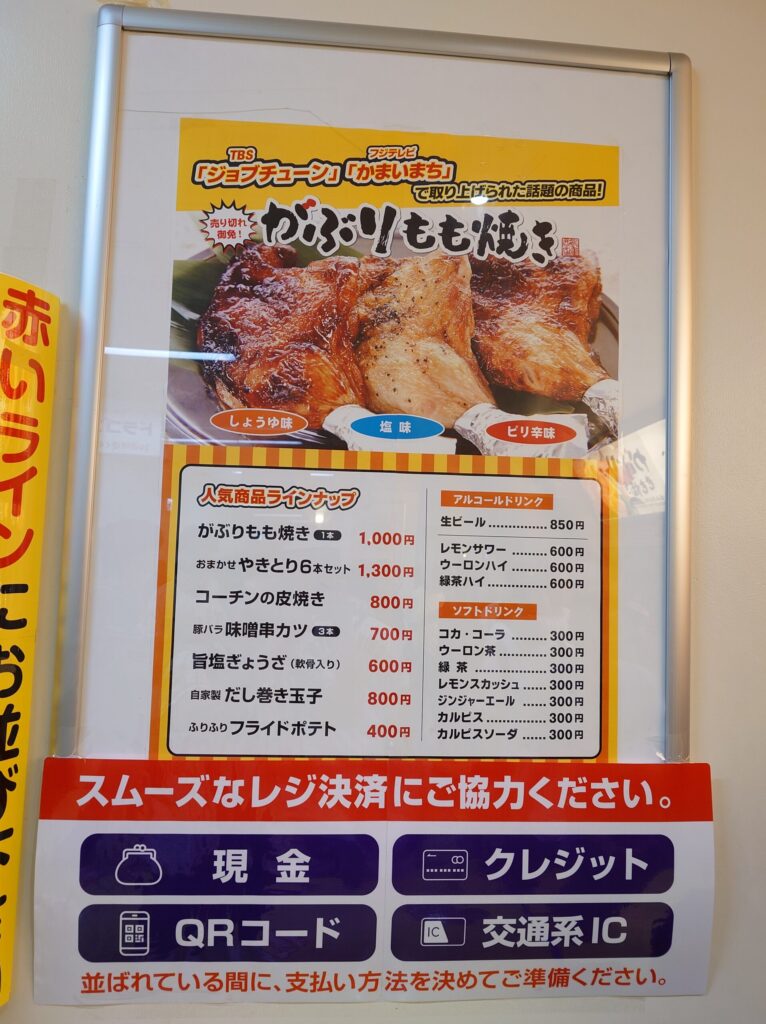 TBS フジテレビ
「ジョブチューン」「かまいまち」
で取り上げられた話題の商品!
売り切れ
御免!
がぶりもも焼き
しょうゆ味
塩味
ピリ辛味
人気商品ラインナップ
がぶりもも焼き 1本 1,000円
おまかせ やきとり6本セット 1,300円
コーチンの皮焼き 800円
豚バラ 味噌串カツ 3本 700円
旨塩ぎょうざ(軟骨入り) 600円
自家製 だし巻き玉子 800円
ふりふり フライドポテト 400円
アルコールドリンク
生ビール……………850円
レモンサワー…………600円
ウーロンハイ…………600円
緑茶ハイ……………600円
ソフトドリンク
コカ・コーラ…………300円
ウーロン茶……………300円
緑 茶………………300円
レモンスカッシュ……300円
ジンジャーエール……300円
カルピス………………300円
カルピスソーダ………300円
スムーズなレジ決済にご協力ください。
現 金
クレジット
QRコード
IC
交通系IC
並ばれている間に、支払い方法を決めてご準備ください。
赤いラインにお並び